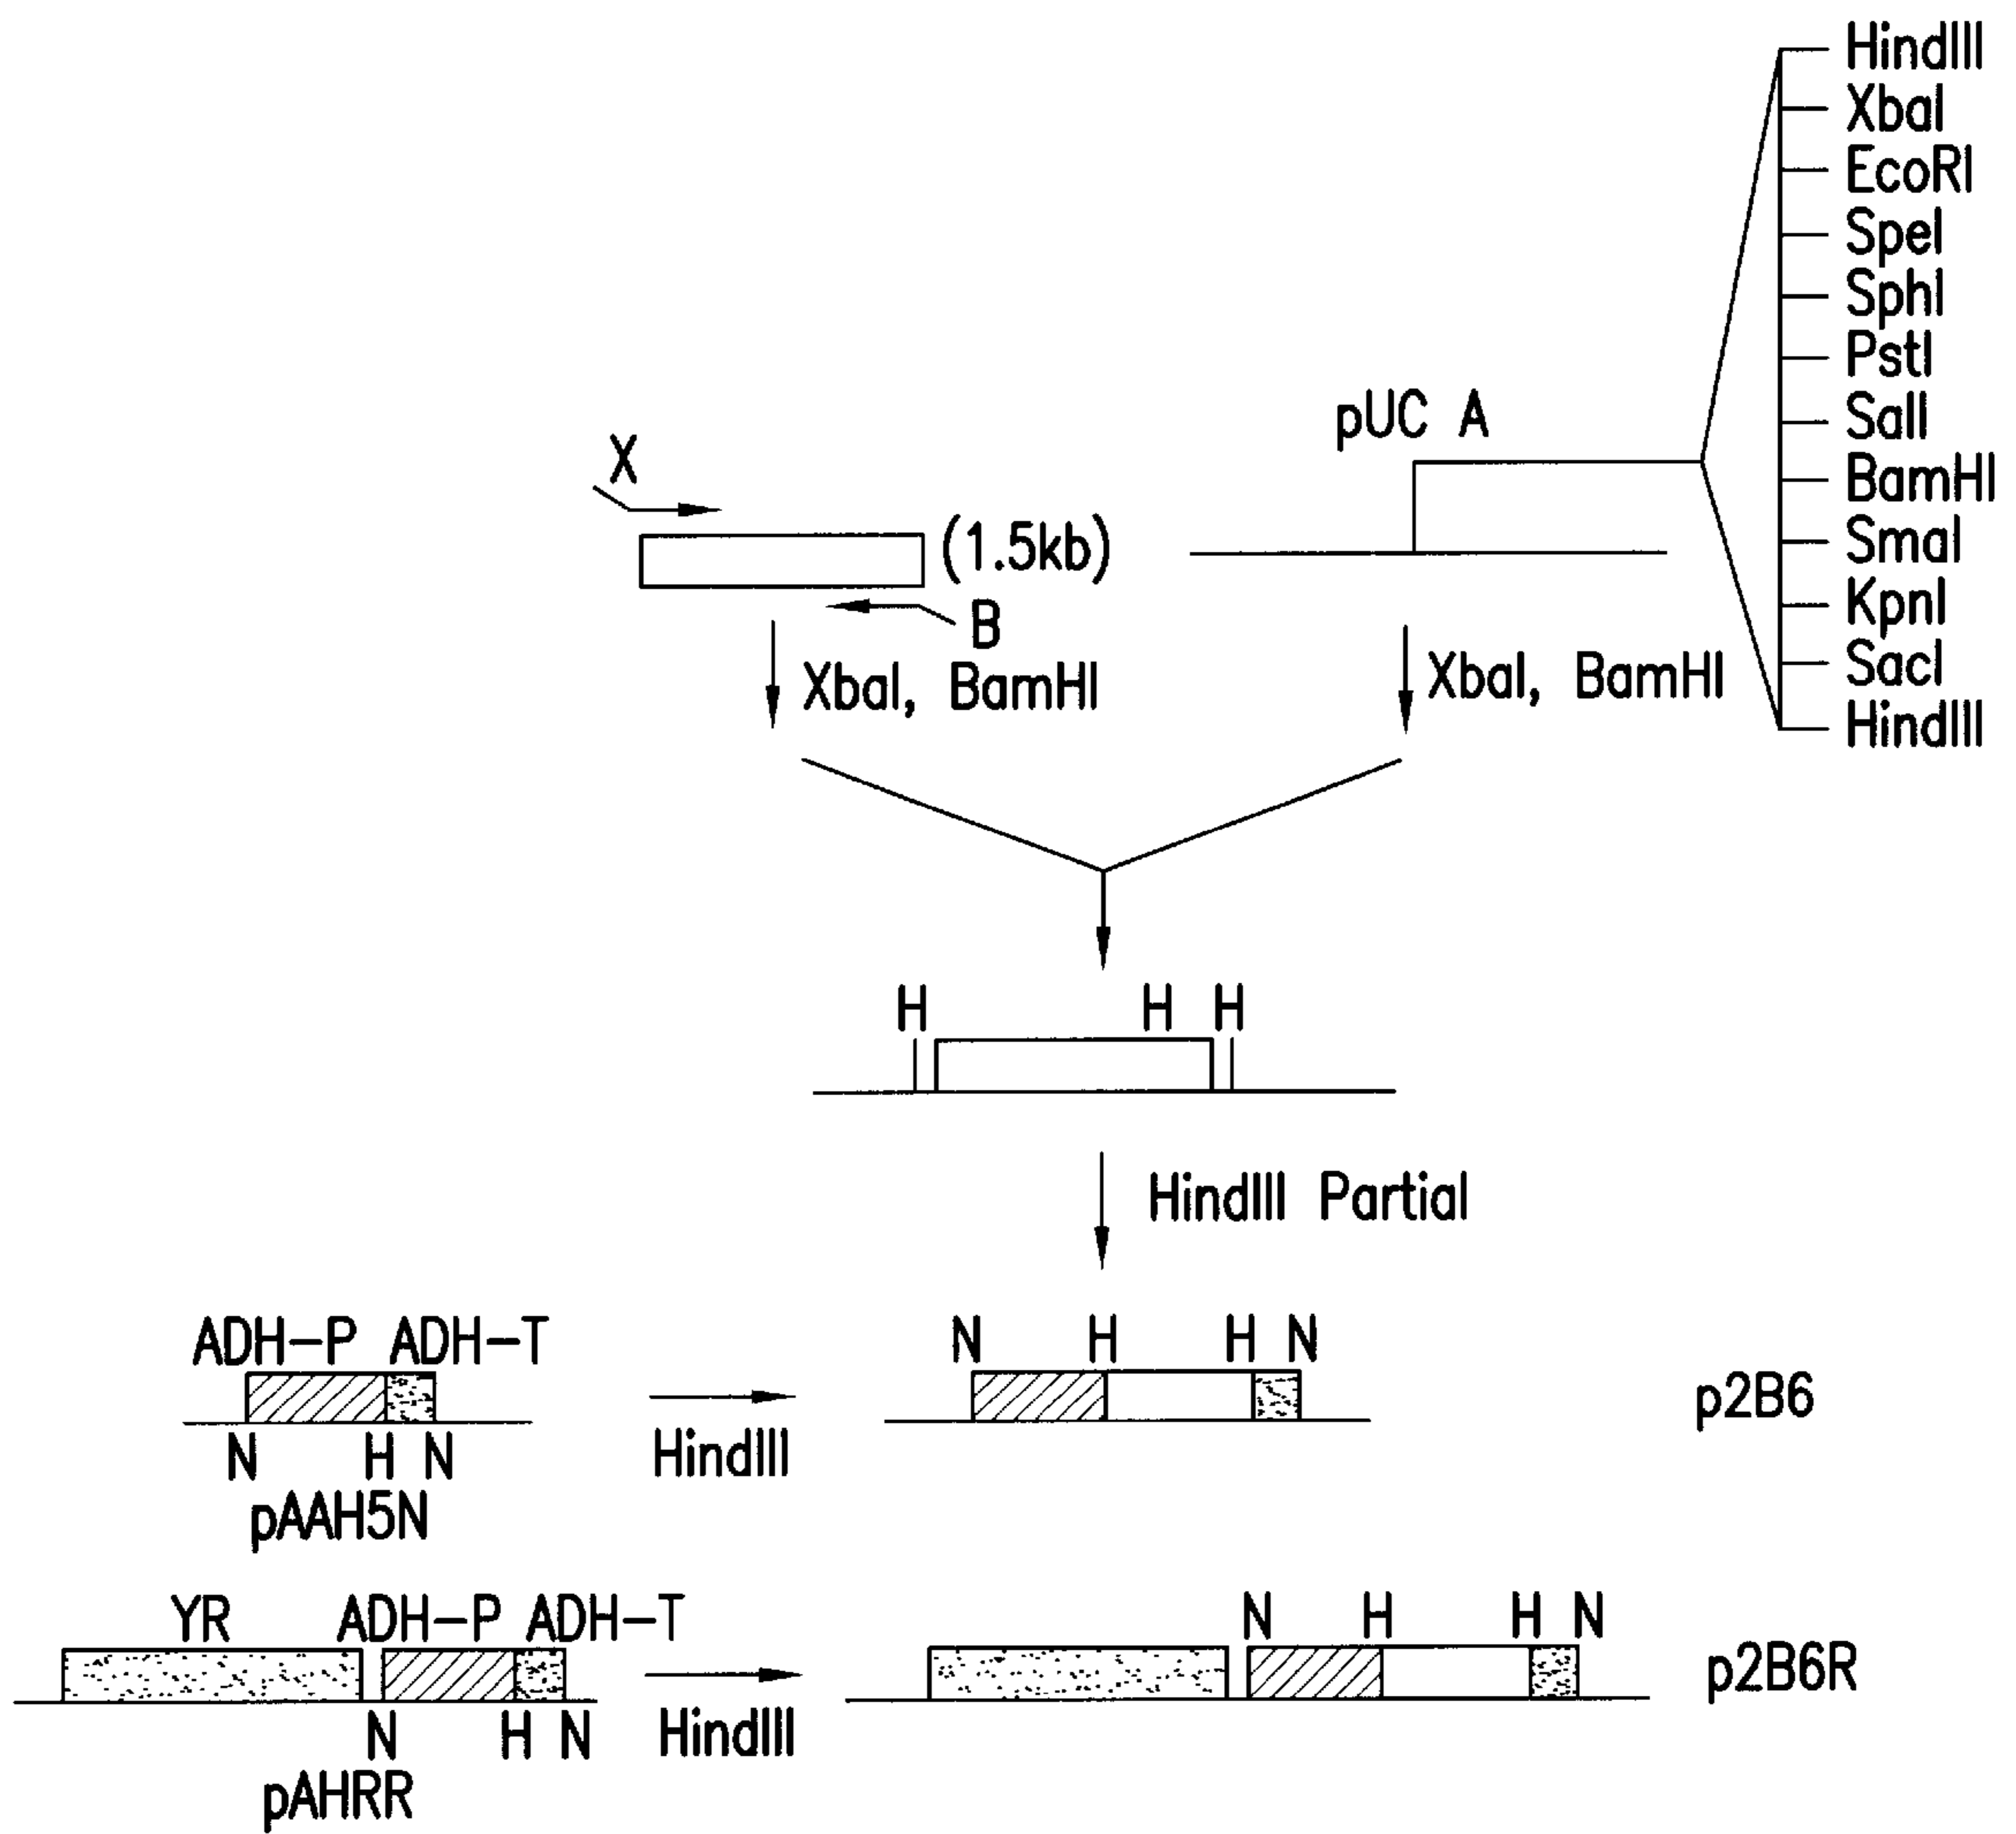 HindIII
XbaI
EcoRI
SpeI
SphI
PstI
SalI
BamHI
SmaI
KpnI
SacI
HindIII
pUC A
X
(1.5kb)
B
XbaI, BamHI
XbaI, BamHI
H H H
HindIII Partial
ADH-P ADH-T
N H N
pAAH5N
HindIII
N H H N
p2B6
YR ADH-P ADH-T
N H N
pAHRR
HindIII
N H H N
p2B6R